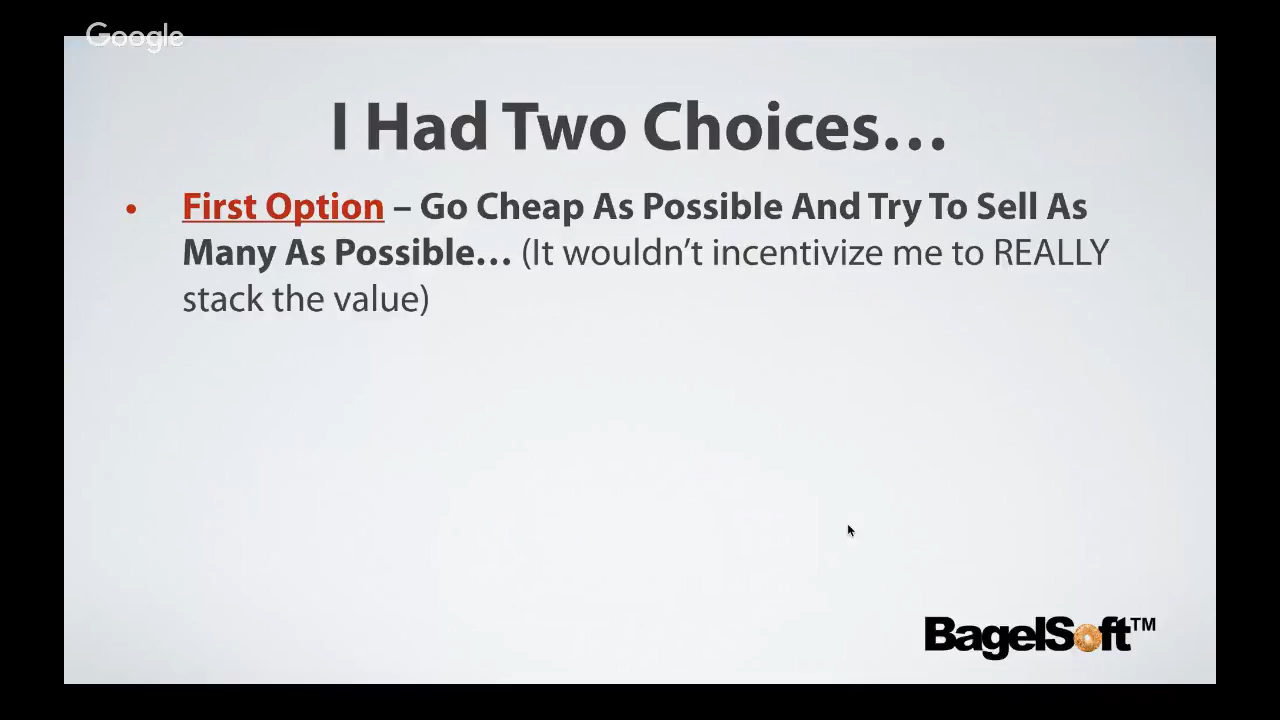 Google
I Had Two Choices…
• First Option – Go Cheap As Possible And Try To Sell As
Many As Possible… (It wouldn’t incentivize me to REALLY
stack the value)
BagelSoft™